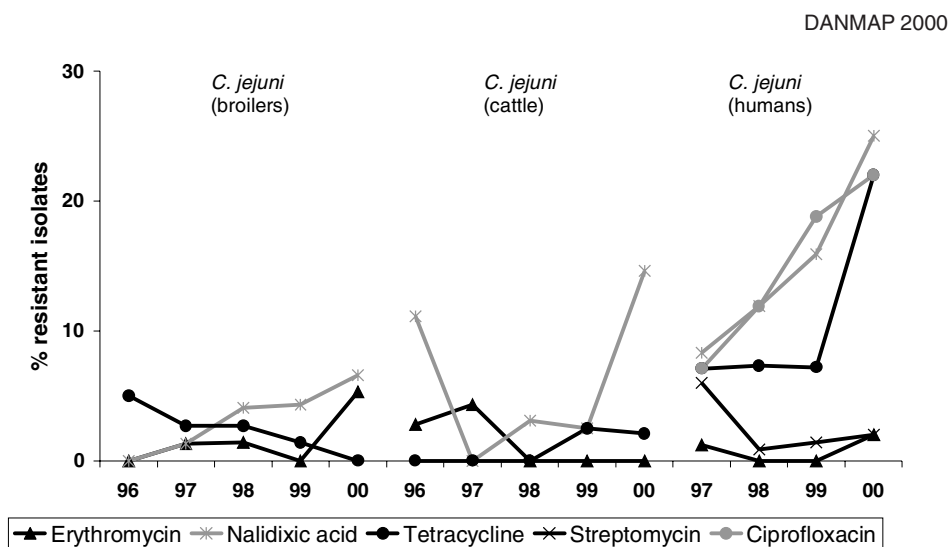 DANMAP 2000
30
20
10
0
% resistant isolates
C. jejuni
(broilers)
C. jejuni
(cattle)
C. jejuni
(humans)
96 97 98 99 00 96 97 98 99 00 97 98 99 00
Erythromycin Nalidixic acid Tetracycline Streptomycin Ciprofloxacin